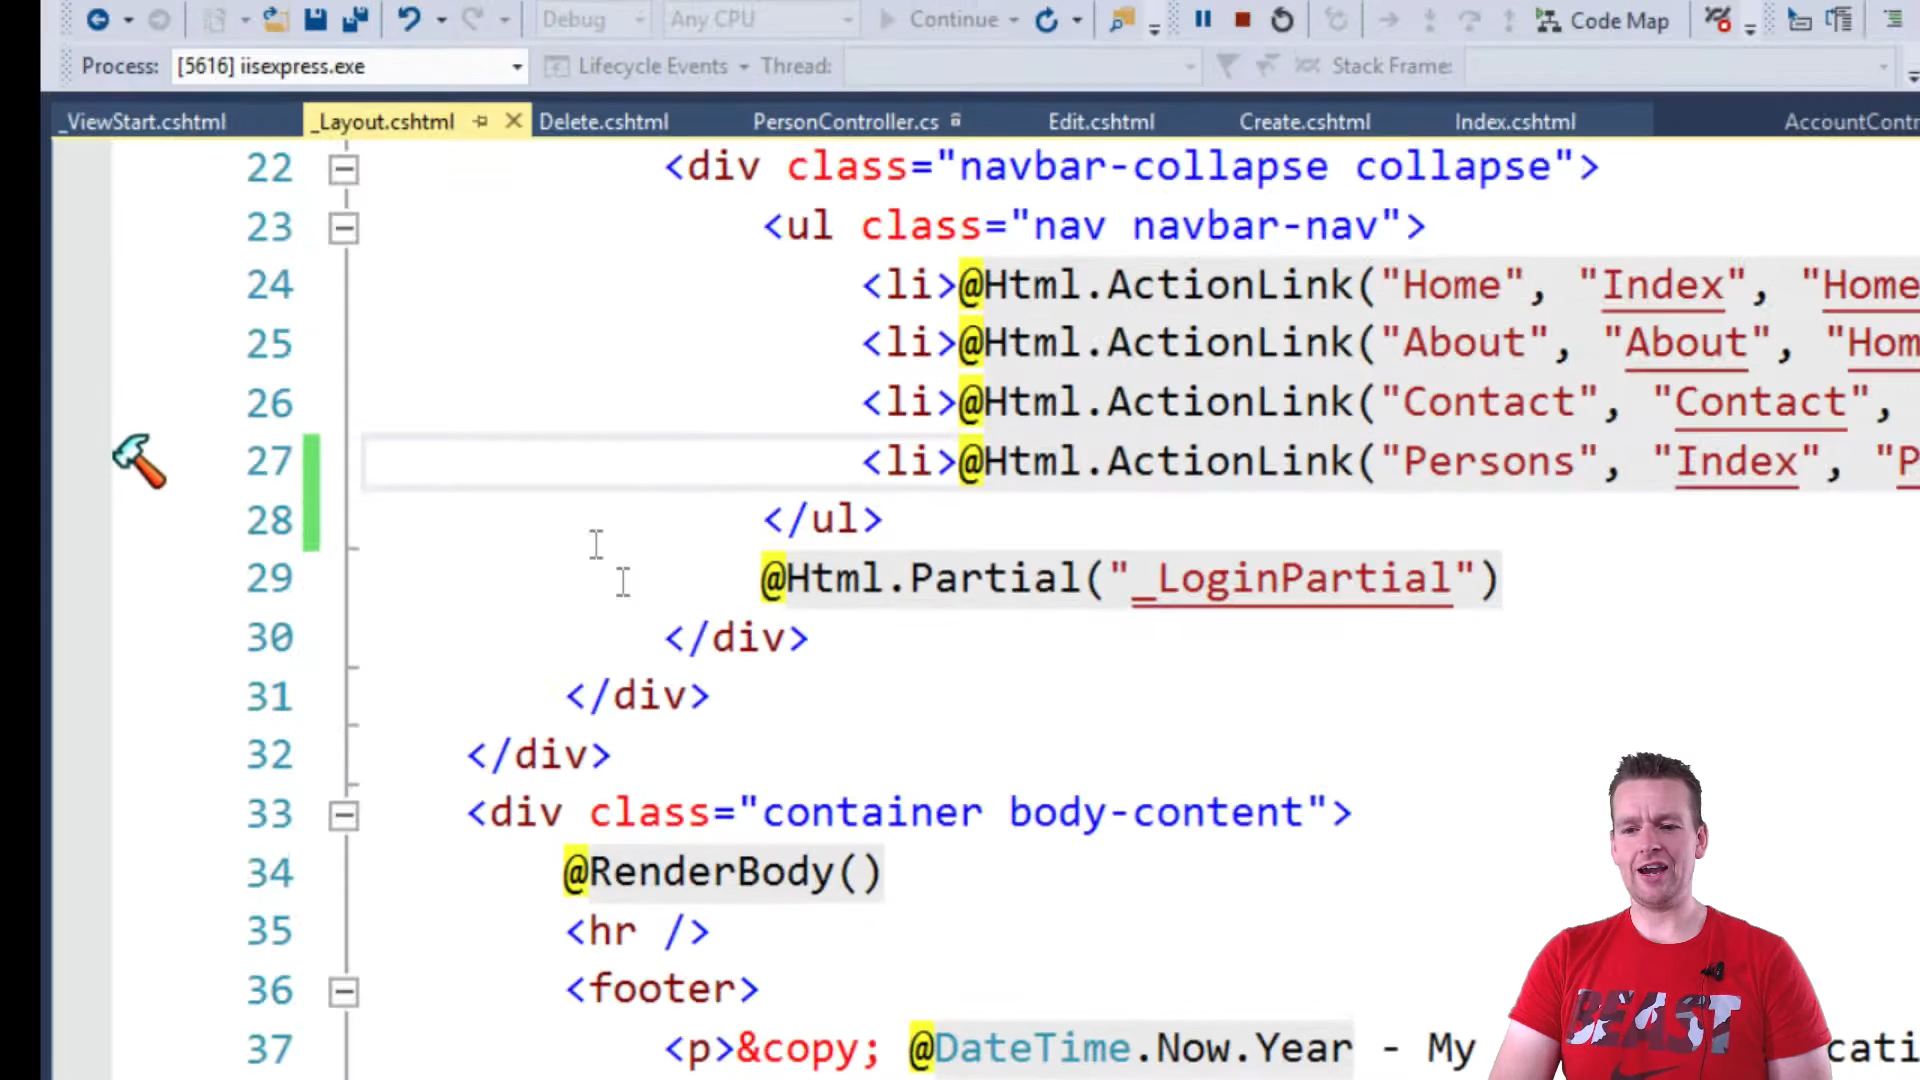 Debug Any CPU Continue Code Map
Process: [5616] iisexpress.exe Lifecycle Events Thread: Stack Frame:
_ViewStart.cshtml _Layout.cshtml Delete.cshtml PersonController.cs Edit.cshtml Create.cshtml Index.cshtml AccountContr
22 <div class="navbar-collapse collapse">
23 <ul class="nav navbar-nav">
24 <li>@Html.ActionLink("Home", "Index", "Home
25 <li>@Html.ActionLink("About", "About", "Hom
26 <li>@Html.ActionLink("Contact", "Contact",
27 <li>@Html.ActionLink("Persons", "Index", "P
28 </ul>
29 @Html.Partial("_LoginPartial")
30 </div>
31 </div>
32 </div>
33 <div class="container body-content">
34 @RenderBody()
35 <hr />
36 <footer>
37 <p>&copy; @DateTime.Now.Year - My cati
BEAST